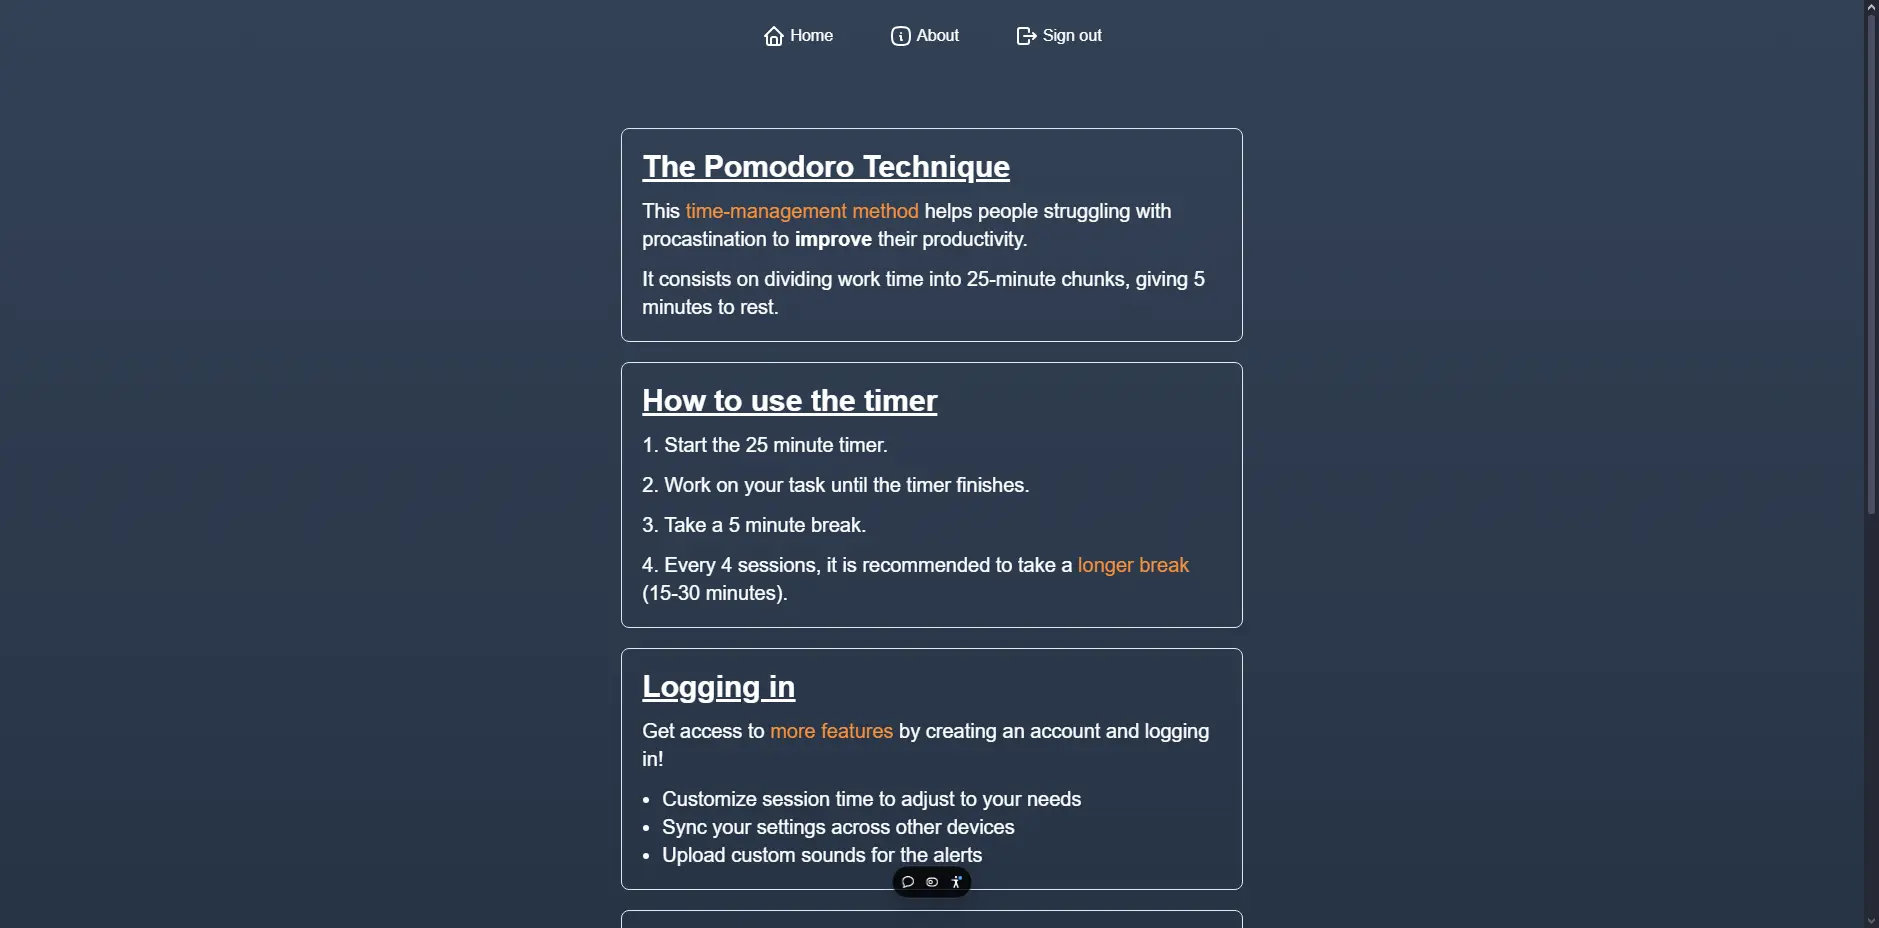 Home About Sign out
The Pomodoro Technique
This time-management method helps people struggling with
procastination to improve their productivity.
It consists on dividing work time into 25-minute chunks, giving 5
minutes to rest.
How to use the timer
1. Start the 25 minute timer.
2. Work on your task until the timer finishes.
3. Take a 5 minute break.
4. Every 4 sessions, it is recommended to take a longer break
(15-30 minutes).
Logging in
Get access to more features by creating an account and logging
in!
• Customize session time to adjust to your needs
• Sync your settings across other devices
• Upload custom sounds for the alerts